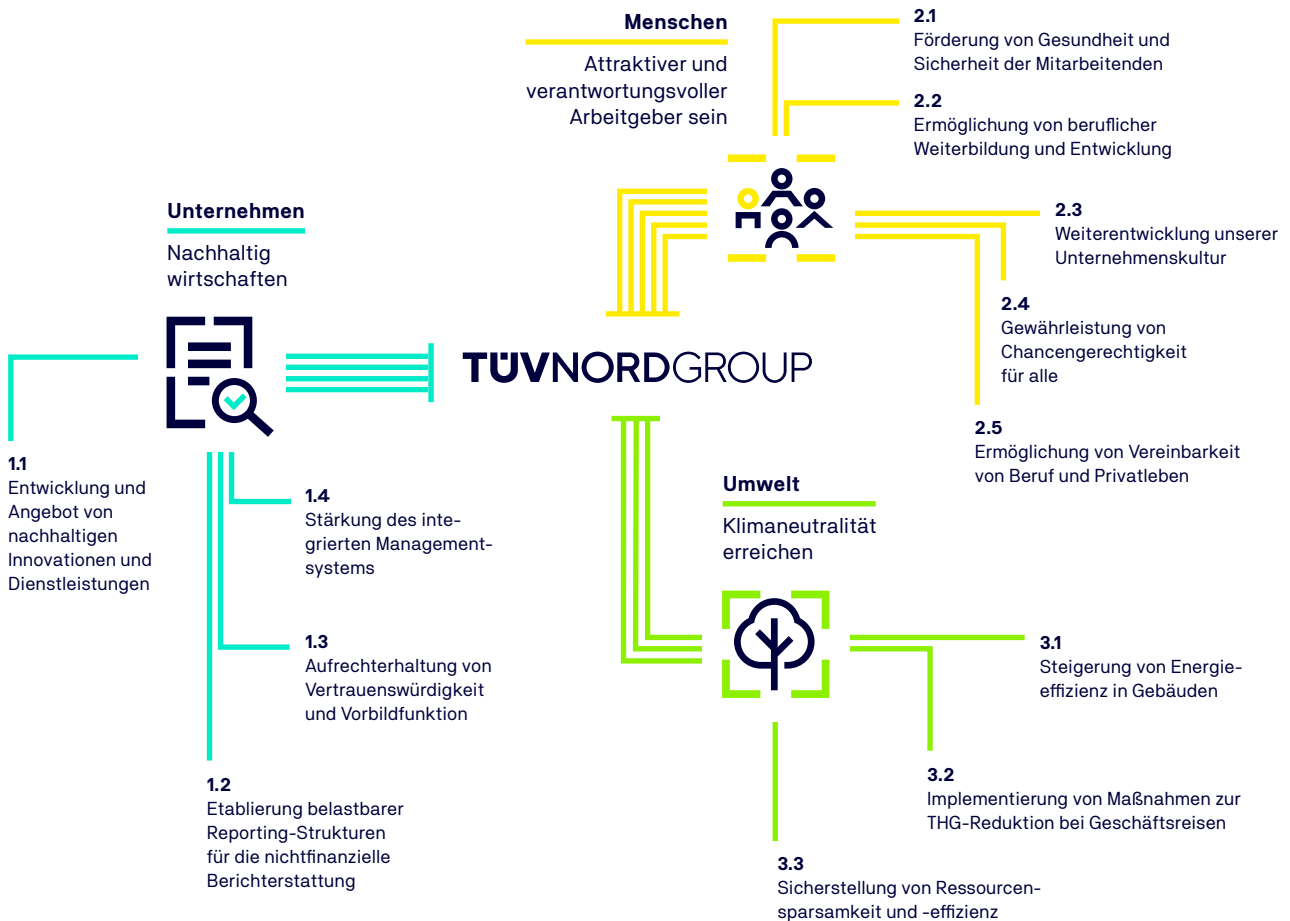 Menschen
Attraktiver und
verantwortungsvoller
Arbeitgeber sein
2.1
Förderung von Gesundheit und
Sicherheit der Mitarbeitenden
2.2
Ermöglichung von beruflicher
Weiterbildung und Entwicklung
2.3
Weiterentwicklung unserer
Unternehmenskultur
2.4
Gewährleistung von
Chancengerechtigkeit
für alle
2.5
Ermöglichung von Vereinbarkeit
von Beruf und Privatleben
Unternehmen
Nachhaltig
wirtschaften
TÜVNORDGROUP
1.1
Entwicklung und
Angebot von
nachhaltigen
Innovationen und
Dienstleistungen
1.4
Stärkung des inte-
grierten Management-
systems
1.3
Aufrechterhaltung von
Vertrauenswürdigkeit
und Vorbildfunktion
1.2
Etablierung belastbarer
Reporting-Strukturen
für die nichtfinanzielle
Berichterstattung
Umwelt
Klimaneutralität
erreichen
3.1
Steigerung von Energie-
effizienz in Gebäuden
3.2
Implementierung von Maßnahmen zur
THG-Reduktion bei Geschäftsreisen
3.3
Sicherstellung von Ressourcen-
sparsamkeit und -effizienz